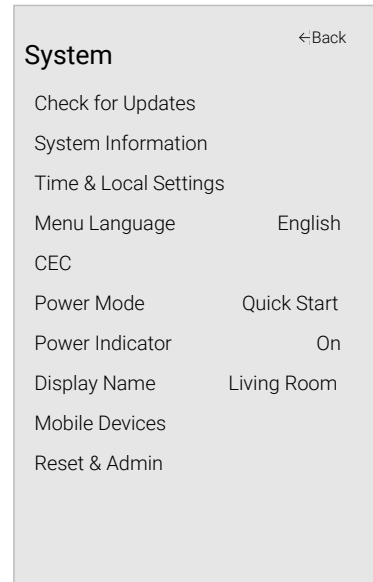 ←Back
System
Check for Updates
System Information
Time & Local Settings
Menu Language English
CEC
Power Mode Quick Start
Power Indicator On
Display Name Living Room
Mobile Devices
Reset & Admin